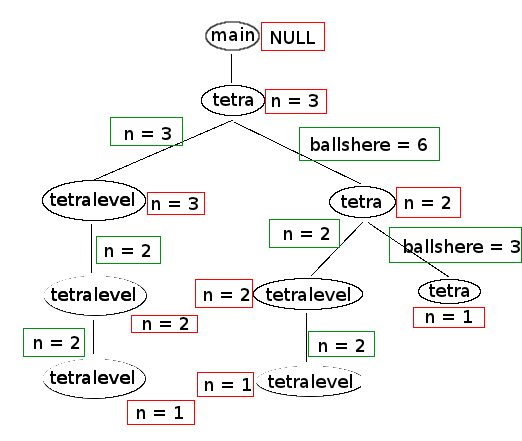 main NULL
tetra n = 3
n = 3 ballshere = 6
tetralevel n = 3 tetra n = 2
n = 2 n = 2 ballshere = 3
tetralevel n = 2 n = 2 tetralevel tetra n = 1
n = 2 n = 2
tetralevel n = 1 n = 1 tetralevel